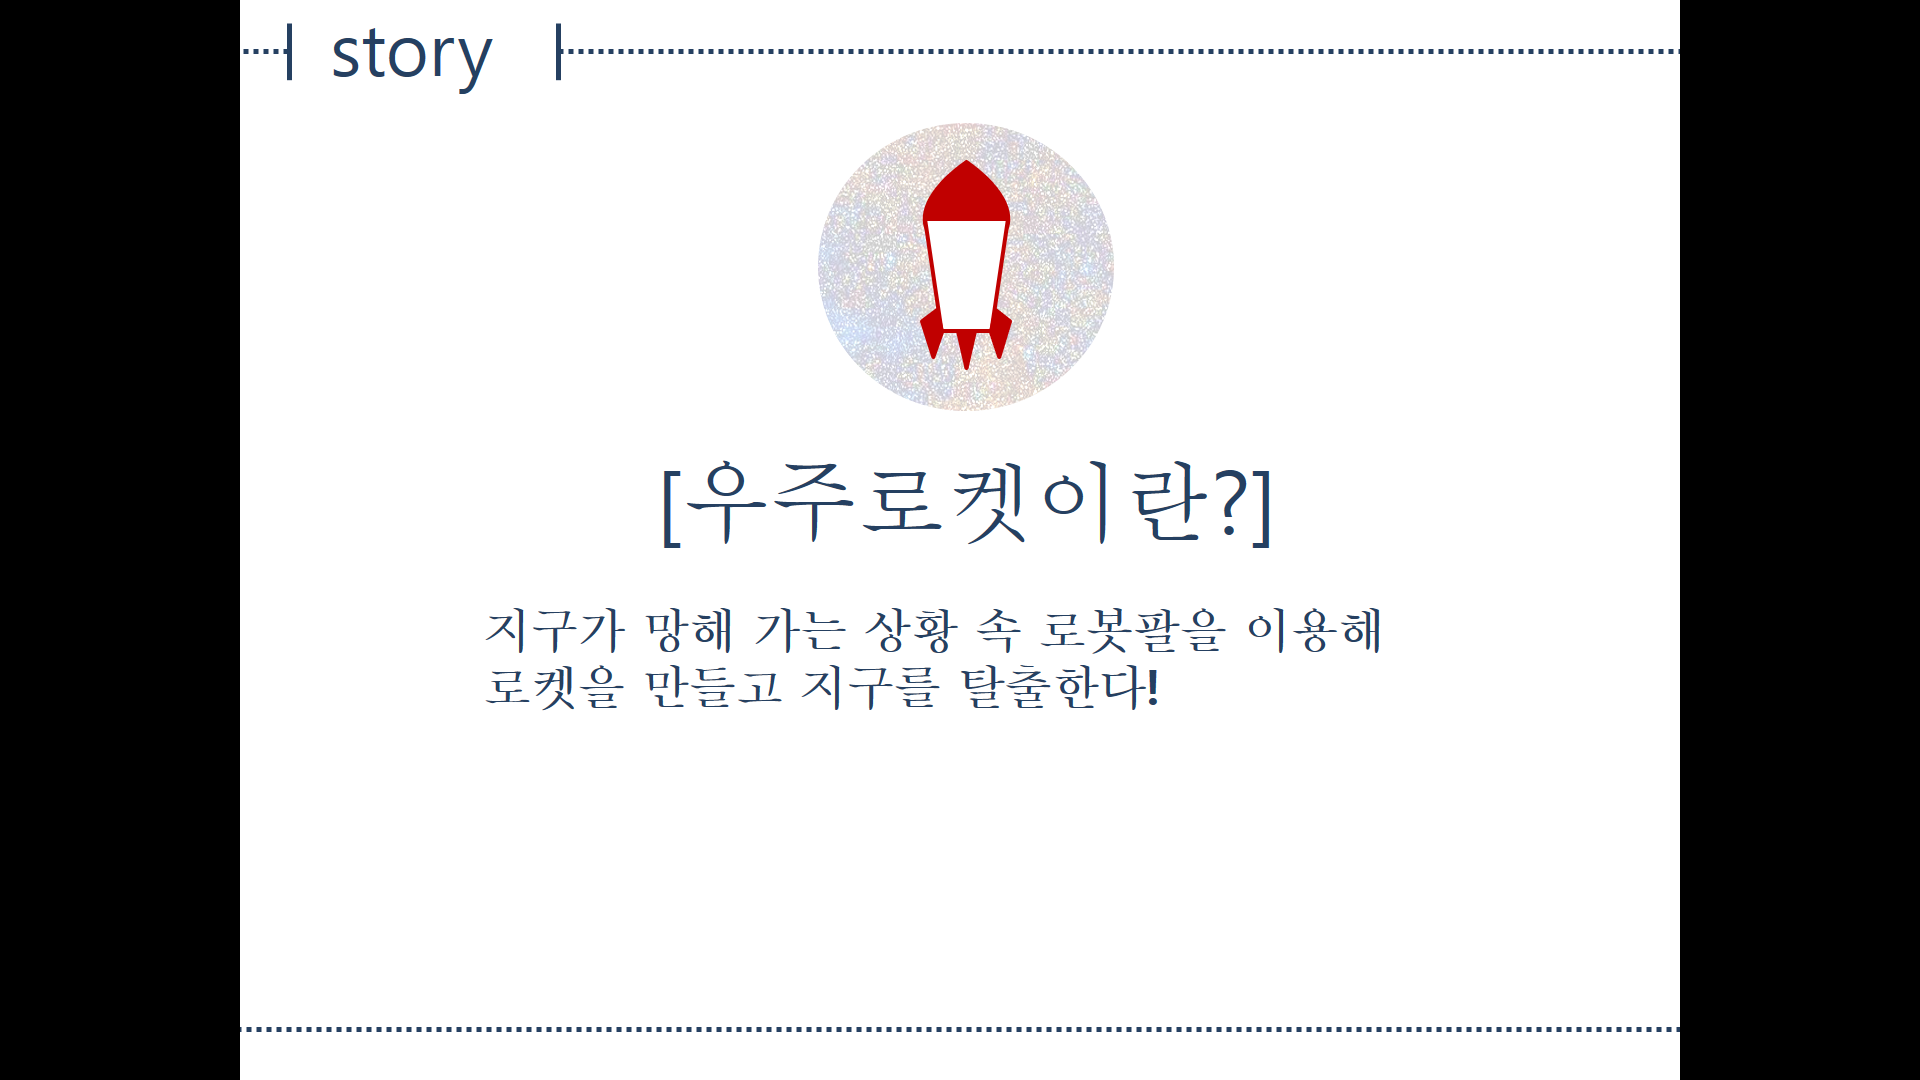 story
[우주로켓이란?]
지구가 망해 가는 상황 속 로봇팔을 이용해
로켓을 만들고 지구를 탈출한다!